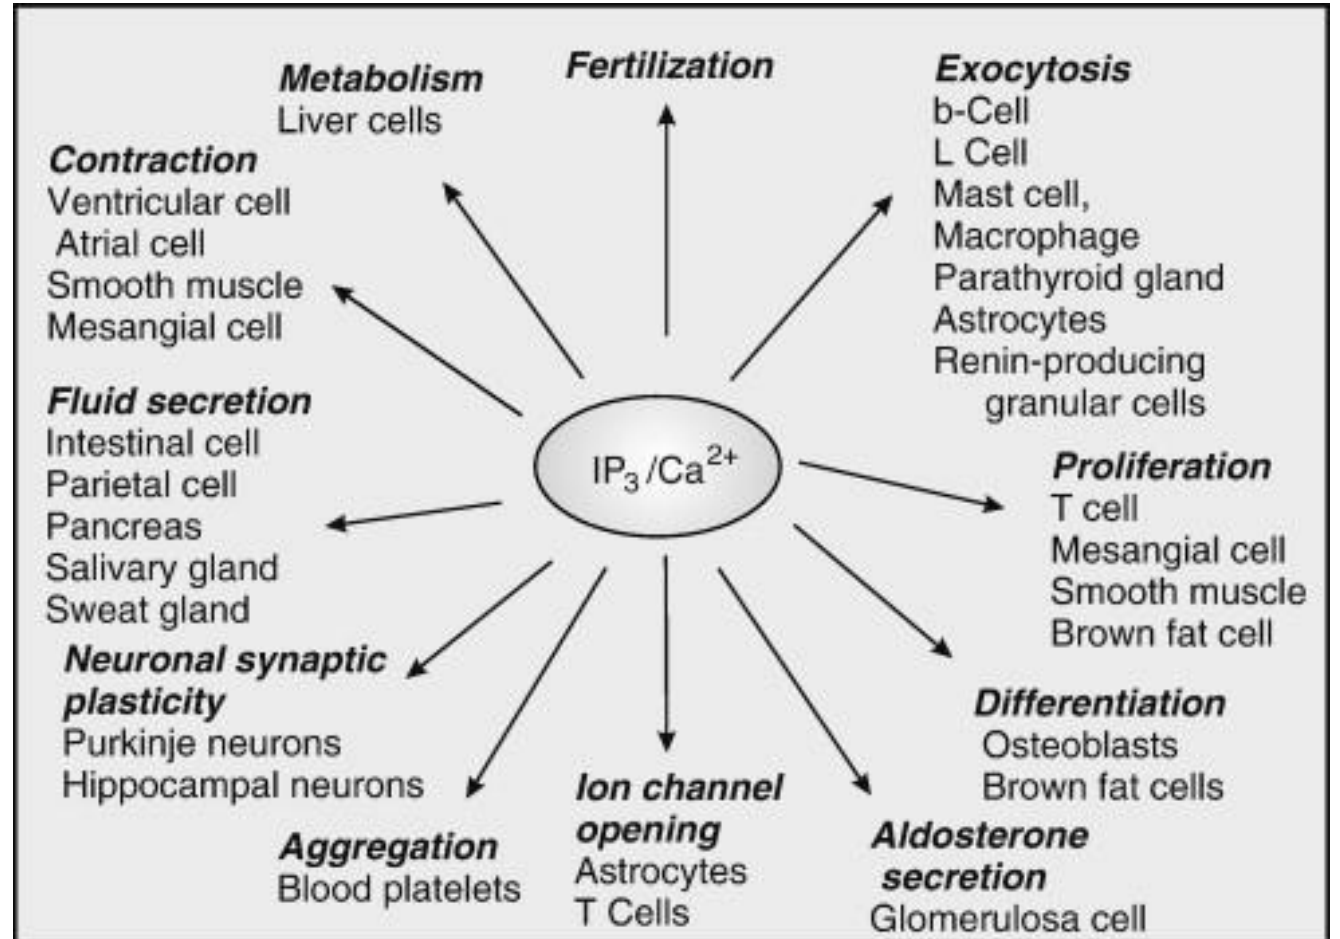 Metabolism
Liver cells
Fertilization
Exocytosis
b-Cell
L Cell
Mast cell,
Macrophage
Parathyroid gland
Astrocytes
Renin-producing
granular cells
Contraction
Ventricular cell
Atrial cell
Smooth muscle
Mesangial cell
Fluid secretion
Intestinal cell
Parietal cell
Pancreas
Salivary gland
Sweat gland
IP₃/Ca²⁺
Proliferation
T cell
Mesangial cell
Smooth muscle
Brown fat cell
Neuronal synaptic
plasticity
Purkinje neurons
Hippocampal neurons
Differentiation
Osteoblasts
Brown fat cells
Aggregation
Blood platelets
Ion channel
opening
Astrocytes
T Cells
Aldosterone
secretion
Glomerulosa cell